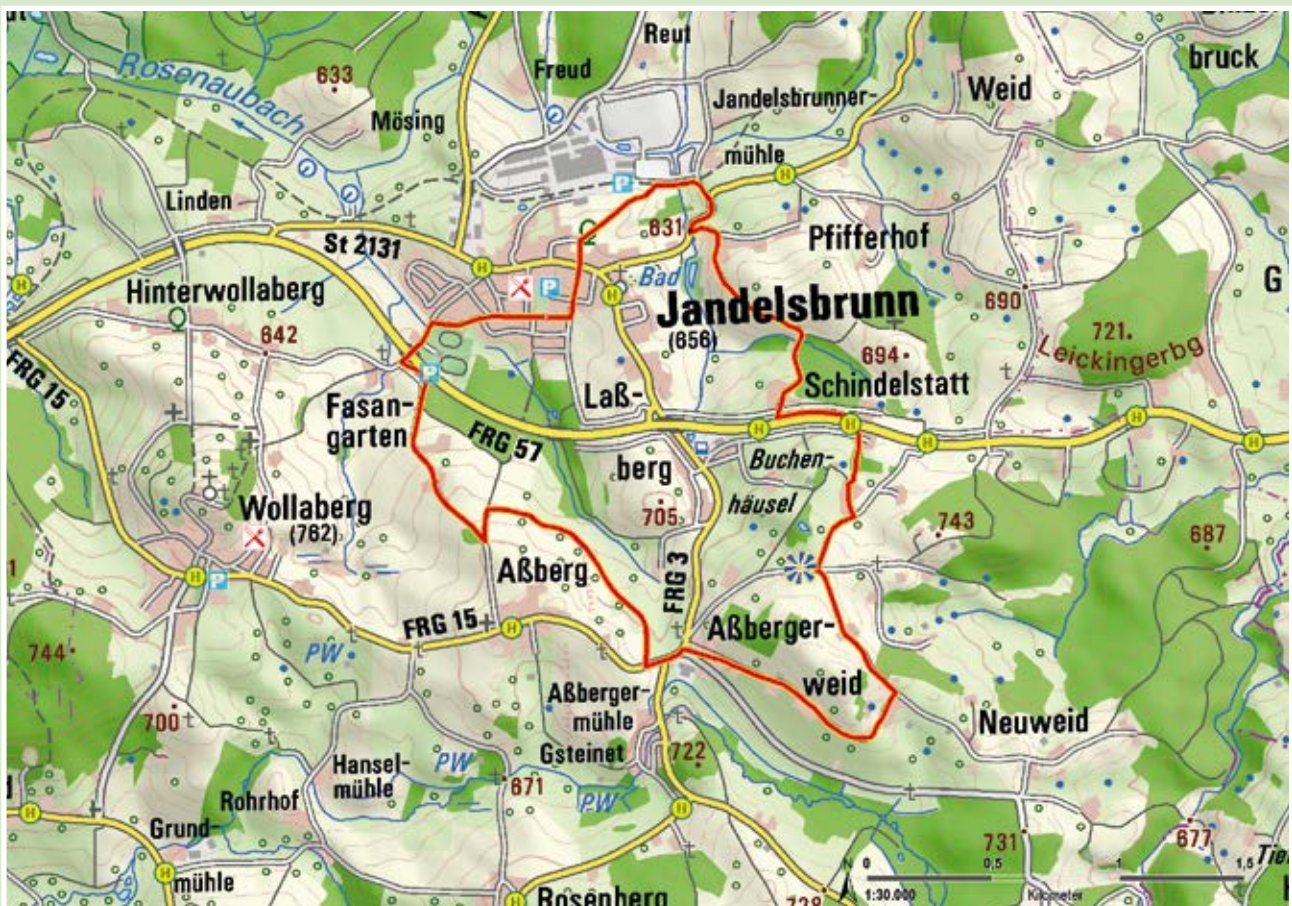 Reut
bruck
Freud
Weid
Rosenaubach
633
Jandelsbrunner-
mühle
Mösing
P
H
Linden
631
Pfifferhof
St 2131
H
H
Bad
690
G
Hinterwollaberg
P
H
Jandelsbrunn
(656)
721
Leickingerbg
642
694
FRG 15
P
Laß-
berg
Schindelstatt
Fasan-
garten
FRG 57
H
H
H
H
H
Buchen-
häusel
Wollaberg
(762)
705
743
687
Aßberg
FRG 3
H
P
FRG 15
H
Aßberger-
weid
744
PW
Aßberger-
mühle
700
Gsteinet
722
Neuweid
Hansel-
mühle
PW
671
PW
Rohrhof
H
H
Grund-
mühle
731
677
H
N
0
0,5
1
1,5
1:30.000
Kilometer
H
Rosenberg
728